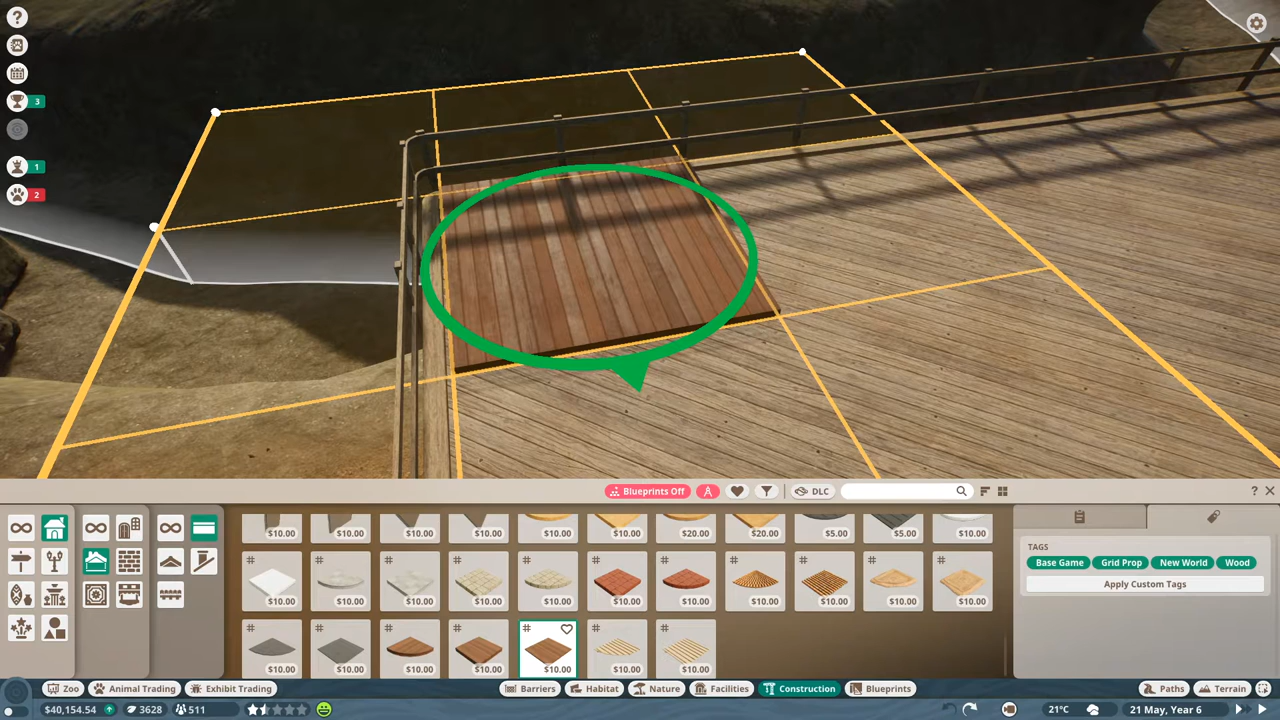 ?
3
1
2
Blueprints Off
DLC
? ×
$10.00 $10.00 $10.00 $10.00 $10.00 $10.00 $20.00 $20.00 $5.00 $5.00 $10.00
$10.00 $10.00 $10.00 $10.00 $10.00 $10.00 $10.00 $10.00 $10.00 $10.00 $10.00
$10.00 $10.00 $10.00 $10.00 $10.00 $10.00 $10.00
TAGS
Base Game Grid Prop New World Wood
Apply Custom Tags
Zoo Animal Trading Exhibit Trading Barriers Habitat Nature Facilities Construction Blueprints Paths Terrain
$40,154.54 3628 511 21°C 21 May, Year 6